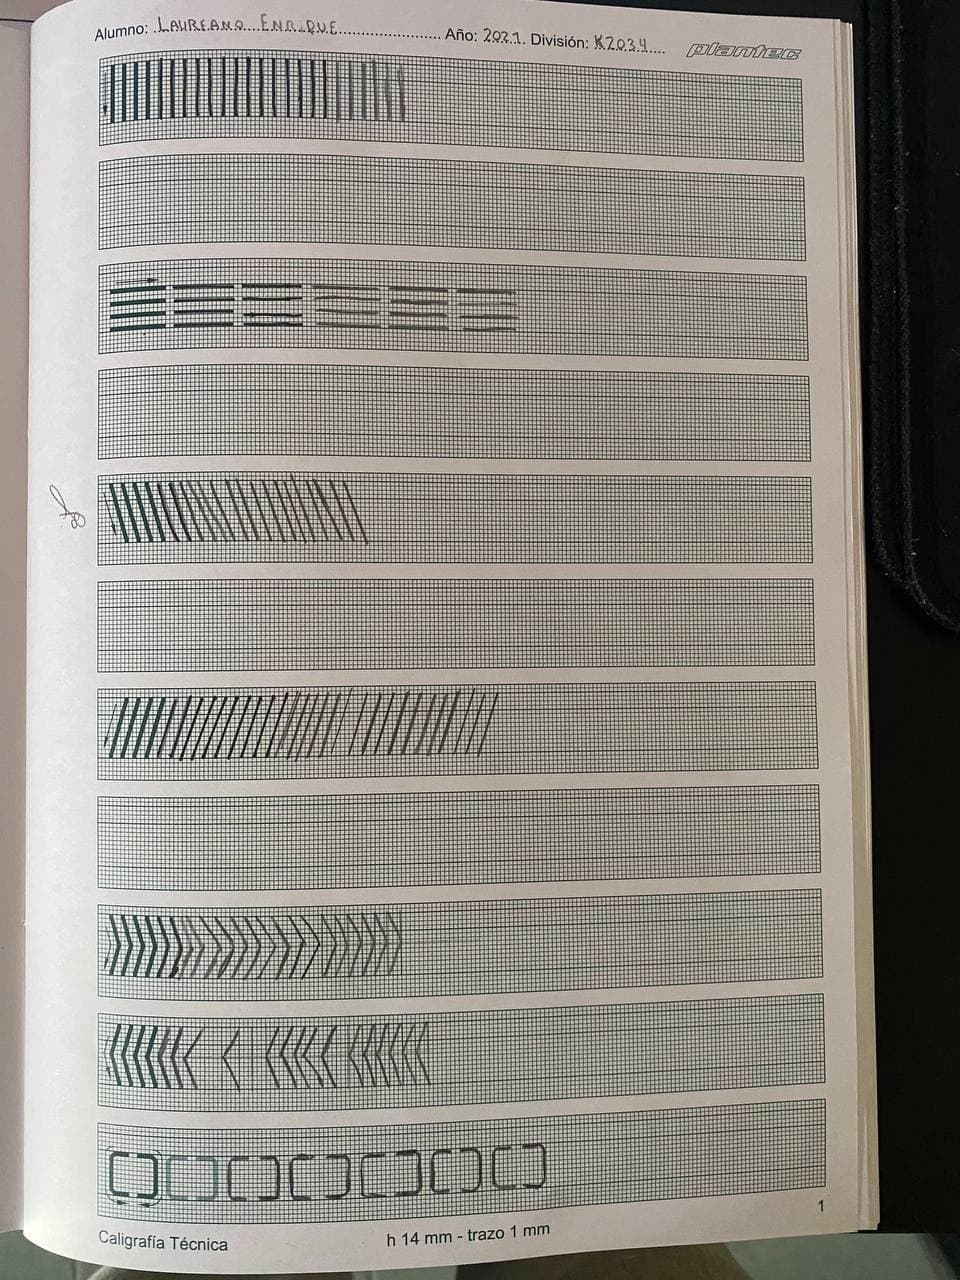 Alumno: LAUREANO ENRIQUE Año: 2021. División: K2034 plantec
1
Caligrafía Técnica h 14 mm - trazo 1 mm